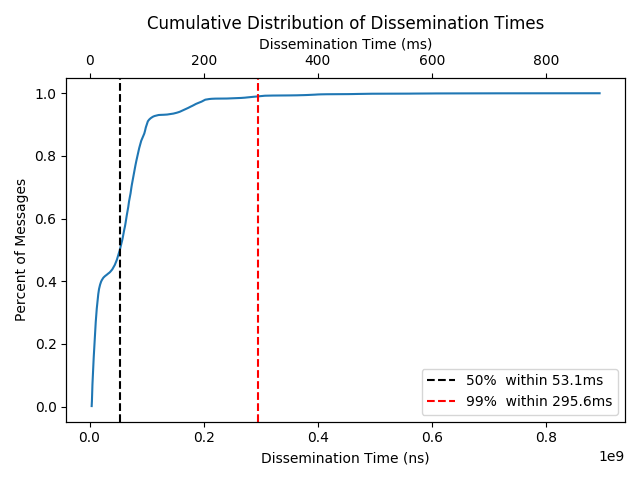 Cumulative Distribution of Dissemination Times
Dissemination Time (ms)
0 200 400 600 800
1.0
0.8
0.6
0.4
0.2
0.0
Percent of Messages
50%  within 53.1ms
99%  within 295.6ms
0.0 0.2 0.4 0.6 0.8
1e9
Dissemination Time (ns)